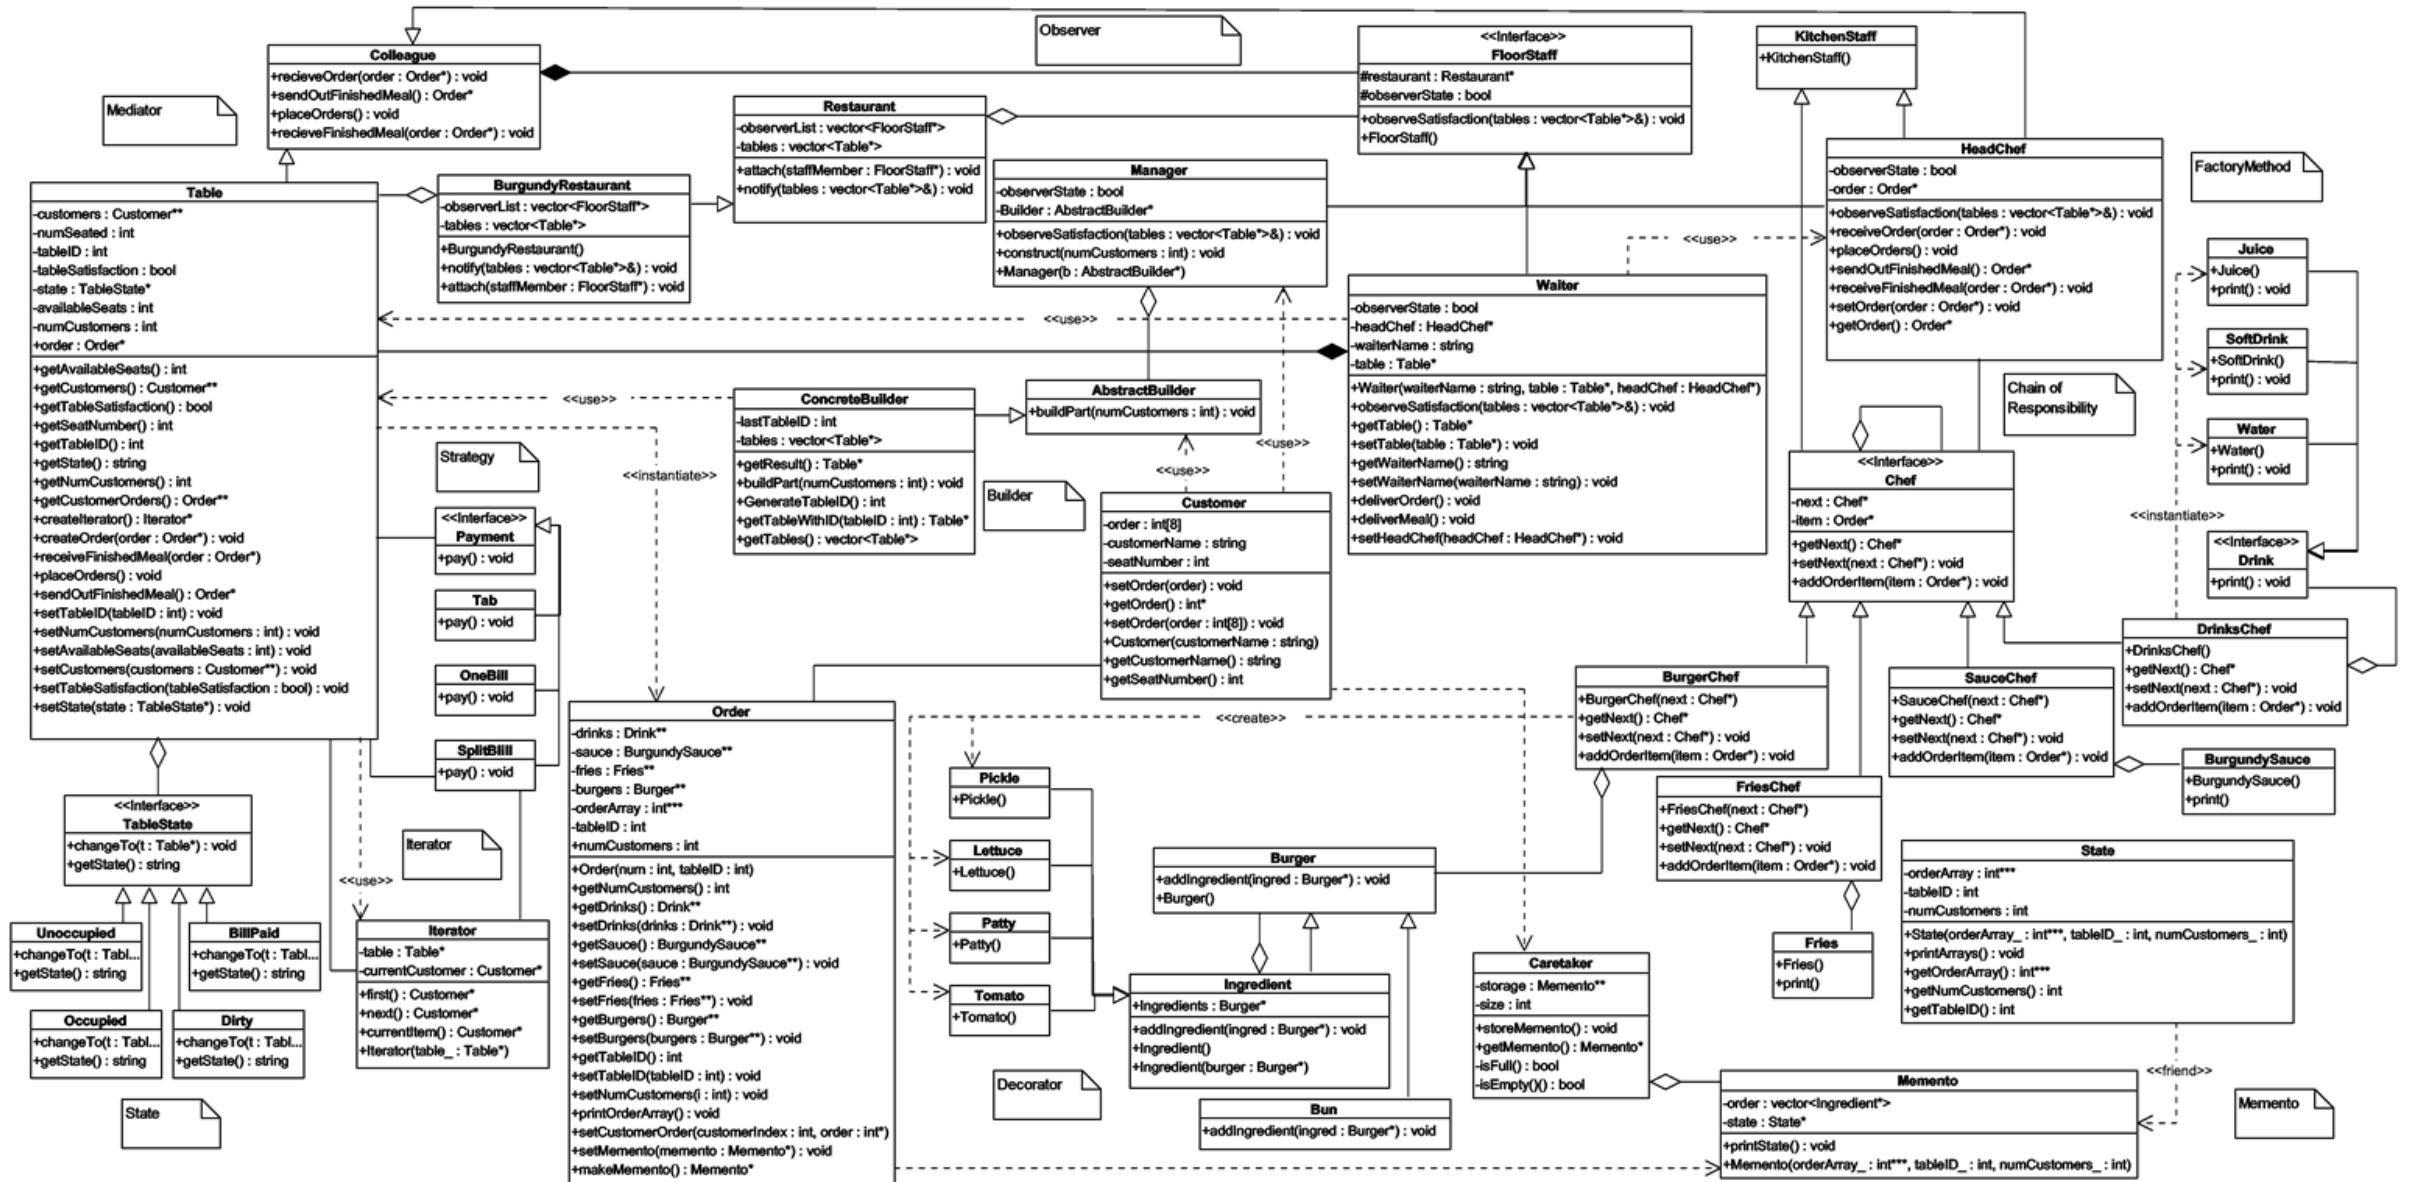 Observer
Mediator
FactoryMethod
Chain of
Responsibility
Strategy
Builder
Iterator
State
Decorator
Memento
Colleague
+recieveOrder(order : Order*) : void
+sendOutFinishedMeal() : Order*
+placeOrders() : void
+recieveFinishedMeal(order : Order*) : void
<<Interface>>
FloorStaff
#restaurant : Restaurant*
#observerState : bool
+observeSatisfaction(tables : vector<Table*>&) : void
+FloorStaff()
KitchenStaff
+KitchenStaff()
Restaurant
-observerList : vector<FloorStaff*>
-tables : vector<Table*>
+attach(staffMember : FloorStaff*) : void
+notify(tables : vector<Table*>&) : void
HeadChef
-observerState : bool
-order : Order*
+observeSatisfaction(tables : vector<Table*>&) : void
+receiveOrder(order : Order*) : void
+placeOrders() : void
+sendOutFinishedMeal() : Order*
+receiveFinishedMeal(order : Order*) : void
+setOrder(order : Order*) : void
+getOrder() : Order*
Manager
-observerState : bool
-Builder : AbstractBuilder*
+observeSatisfaction(tables : vector<Table*>&) : void
+construct(numCustomers : int) : void
+Manager(b : AbstractBuilder*)
BurgundyRestaurant
-observerList : vector<FloorStaff*>
-tables : vector<Table*>
+BurgundyRestaurant()
+notify(tables : vector<Table*>&) : void
+attach(staffMember : FloorStaff*) : void
Table
-customers : Customer**
-numSeated : int
-tableID : int
-tableSatisfaction : bool
-state : TableState*
-availableSeats : int
-numCustomers : int
+order : Order*
+getAvailableSeats() : int
+getCustomers() : Customer**
+getTableSatisfaction() : bool
+getSeatNumber() : int
+getTableID() : int
+getState() : string
+getNumCustomers() : int
+getCustomerOrders() : Order**
+createIterator() : Iterator*
+createOrder(order : Order*) : void
+receiveFinishedMeal(order : Order*)
+placeOrders() : void
+sendOutFinishedMeal() : Order*
+setTableID(tableID : int) : void
+setNumCustomers(numCustomers : int) : void
+setAvailableSeats(availableSeats : int) : void
+setCustomers(customers : Customer**) : void
+setTableSatisfaction(tableSatisfaction : bool) : void
+setState(state : TableState*) : void
Waiter
-observerState : bool
-headChef : HeadChef*
-waiterName : string
-table : Table*
+Waiter(waiterName : string, table : Table*, headChef : HeadChef*)
+observeSatisfaction(tables : vector<Table*>&) : void
+getTable() : Table*
+setTable(table : Table*) : void
+getWaiterName() : string
+setWaiterName(waiterName : string) : void
+deliverOrder() : void
+deliverMeal() : void
+setHeadChef(headChef : HeadChef*) : void
<<use>>
<<use>>
<<use>>
<<use>>
<<use>>
<<use>>
<<instantiate>>
<<instantiate>>
<<create>>
<<friend>>
ConcreteBuilder
-lastTableID : int
-tables : vector<Table*>
+getResult() : Table*
+buildPart(numCustomers : int) : void
+GenerateTableID() : int
+getTableWithID(tableID : int) : Table*
+getTables() : vector<Table*>
AbstractBuilder
+buildPart(numCustomers : int) : void
Customer
-order : int[8]
-customerName : string
-seatNumber : int
+setOrder(order) : void
+getOrder() : int*
+setOrder(order : int[8]) : void
+Customer(customerName : string)
+getCustomerName() : string
+getSeatNumber() : int
<<Interface>>
Chef
-next : Chef*
-item : Order*
+getNext() : Chef*
+setNext(next : Chef*) : void
+addOrderItem(item : Order*) : void
Juice
+Juice()
+print() : void
SoftDrink
+SoftDrink()
+print() : void
Water
+Water()
+print() : void
<<Interface>>
Drink
+print() : void
DrinksChef
+DrinksChef()
+getNext() : Chef*
+setNext(next : Chef*) : void
+addOrderItem(item : Order*) : void
<<Interface>>
Payment
+pay() : void
Tab
+pay() : void
OneBill
+pay() : void
SplitBlill
+pay() : void
BurgerChef
+BurgerChef(next : Chef*)
+getNext() : Chef*
+setNext(next : Chef*) : void
+addOrderItem(item : Order*) : void
SauceChef
+SauceChef(next : Chef*)
+getNext() : Chef*
+setNext(next : Chef*) : void
+addOrderItem(item : Order*) : void
BurgundySauce
+BurgundySauce()
+print()
FriesChef
+FriesChef(next : Chef*)
+getNext() : Chef*
+setNext(next : Chef*) : void
+addOrderItem(item : Order*) : void
Fries
+Fries()
+print()
Order
-drinks : Drink**
-sauce : BurgundySauce**
-fries : Fries**
-burgers : Burger**
-orderArray : int***
-tableID : int
+numCustomers : int
+Order(num : int, tableID : int)
+getNumCustomers() : int
+getDrinks() : Drink**
+setDrinks(drinks : Drink**) : void
+getSauce() : BurgundySauce**
+setSauce(sauce : BurgundySauce**) : void
+getFries() : Fries**
+setFries(fries : Fries**) : void
+getBurgers() : Burger**
+setBurgers(burgers : Burger**) : void
+getTableID() : int
+setTableID(tableID : int) : void
+setNumCustomers(i : int) : void
+printOrderArray() : void
+setCustomerOrder(customerIndex : int, order : int*)
+setMemento(memento : Memento*) : void
+makeMemento() : Memento*
<<Interface>>
TableState
+changeTo(t : Table*) : void
+getState() : string
Unoccupied
+changeTo(t : Tabl...
+getState() : string
BillPaid
+changeTo(t : Tabl...
+getState() : string
Occupied
+changeTo(t : Tabl...
+getState() : string
Dirty
+changeTo(t : Tabl...
+getState() : string
Iterator
-table : Table*
-currentCustomer : Customer*
+first() : Customer*
+next() : Customer*
+currentItem() : Customer*
+Iterator(table_ : Table*)
Pickle
+Pickle()
Lettuce
+Lettuce()
Patty
+Patty()
Tomato
+Tomato()
Burger
+addIngredient(ingred : Burger*) : void
+Burger()
Ingredient
+Ingredients : Burger*
+addIngredient(ingred : Burger*) : void
+Ingredient()
+Ingredient(burger : Burger*)
Bun
+addIngredient(ingred : Burger*) : void
Caretaker
-storage : Memento**
-size : int
+storeMemento() : void
+getMemento() : Memento*
-isFull() : bool
-isEmpty()() : bool
State
-orderArray : int***
-tableID : int
-numCustomers : int
+State(orderArray_ : int***, tableID_ : int, numCustomers_ : int)
+printArrays() : void
+getOrderArray() : int***
+getNumCustomers() : int
+getTableID() : int
Memento
-order : vector<Ingredient*>
-state : State*
+printState() : void
+Memento(orderArray_ : int***, tableID_ : int, numCustomers_ : int)